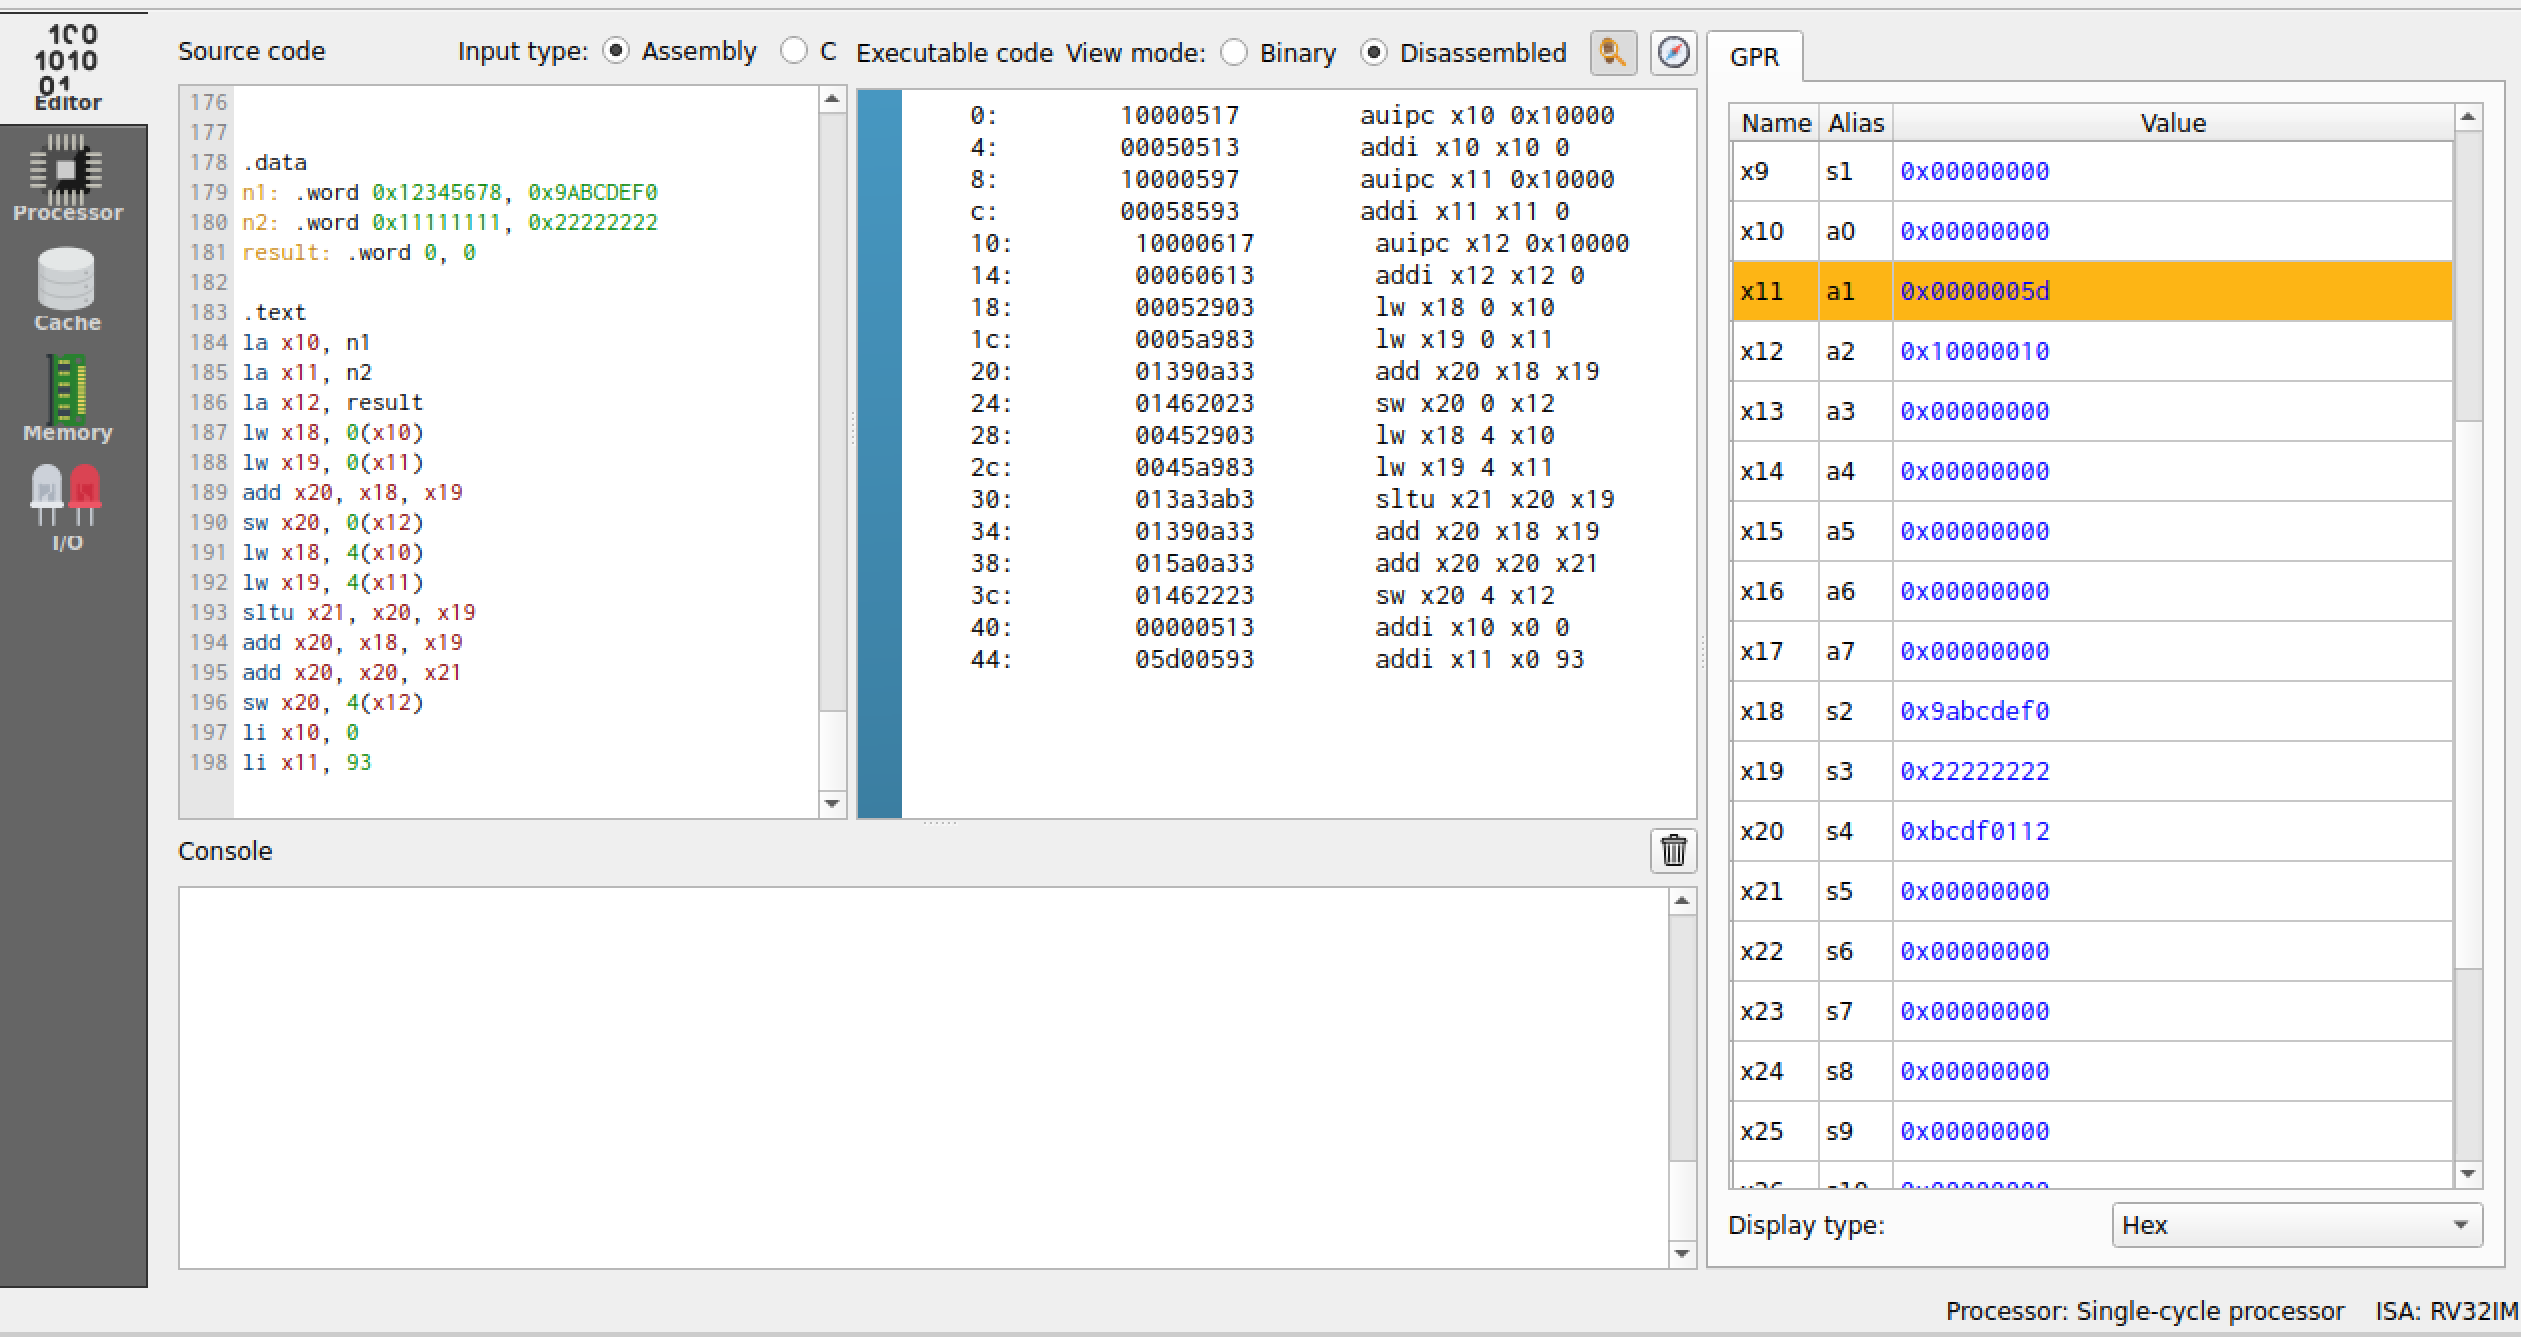 Editor
Processor
Cache
Memory
I/O
Source code Input type: Assembly C
176
177
178 .data
179 n1: .word 0x12345678, 0x9ABCDEF0
180 n2: .word 0x11111111, 0x22222222
181 result: .word 0, 0
182
183 .text
184 la x10, n1
185 la x11, n2
186 la x12, result
187 lw x18, 0(x10)
188 lw x19, 0(x11)
189 add x20, x18, x19
190 sw x20, 0(x12)
191 lw x18, 4(x10)
192 lw x19, 4(x11)
193 sltu x21, x20, x19
194 add x20, x18, x19
195 add x20, x20, x21
196 sw x20, 4(x12)
197 li x10, 0
198 li x11, 93
Executable code View mode: Binary Disassembled
0: 10000517 auipc x10 0x10000
4: 00050513 addi x10 x10 0
8: 10000597 auipc x11 0x10000
c: 00058593 addi x11 x11 0
10: 10000617 auipc x12 0x10000
14: 00060613 addi x12 x12 0
18: 00052903 lw x18 0 x10
1c: 0005a983 lw x19 0 x11
20: 01390a33 add x20 x18 x19
24: 01462023 sw x20 0 x12
28: 00452903 lw x18 4 x10
2c: 0045a983 lw x19 4 x11
30: 013a3ab3 sltu x21 x20 x19
34: 01390a33 add x20 x18 x19
38: 015a0a33 add x20 x20 x21
3c: 01462223 sw x20 4 x12
40: 00000513 addi x10 x0 0
44: 05d00593 addi x11 x0 93
Console
GPR
Name Alias Value
x9 s1 0x00000000
x10 a0 0x00000000
x11 a1 0x0000005d
x12 a2 0x10000010
x13 a3 0x00000000
x14 a4 0x00000000
x15 a5 0x00000000
x16 a6 0x00000000
x17 a7 0x00000000
x18 s2 0x9abcdef0
x19 s3 0x22222222
x20 s4 0xbcdf0112
x21 s5 0x00000000
x22 s6 0x00000000
x23 s7 0x00000000
x24 s8 0x00000000
x25 s9 0x00000000
Display type: Hex
Processor: Single-cycle processor ISA: RV32IM